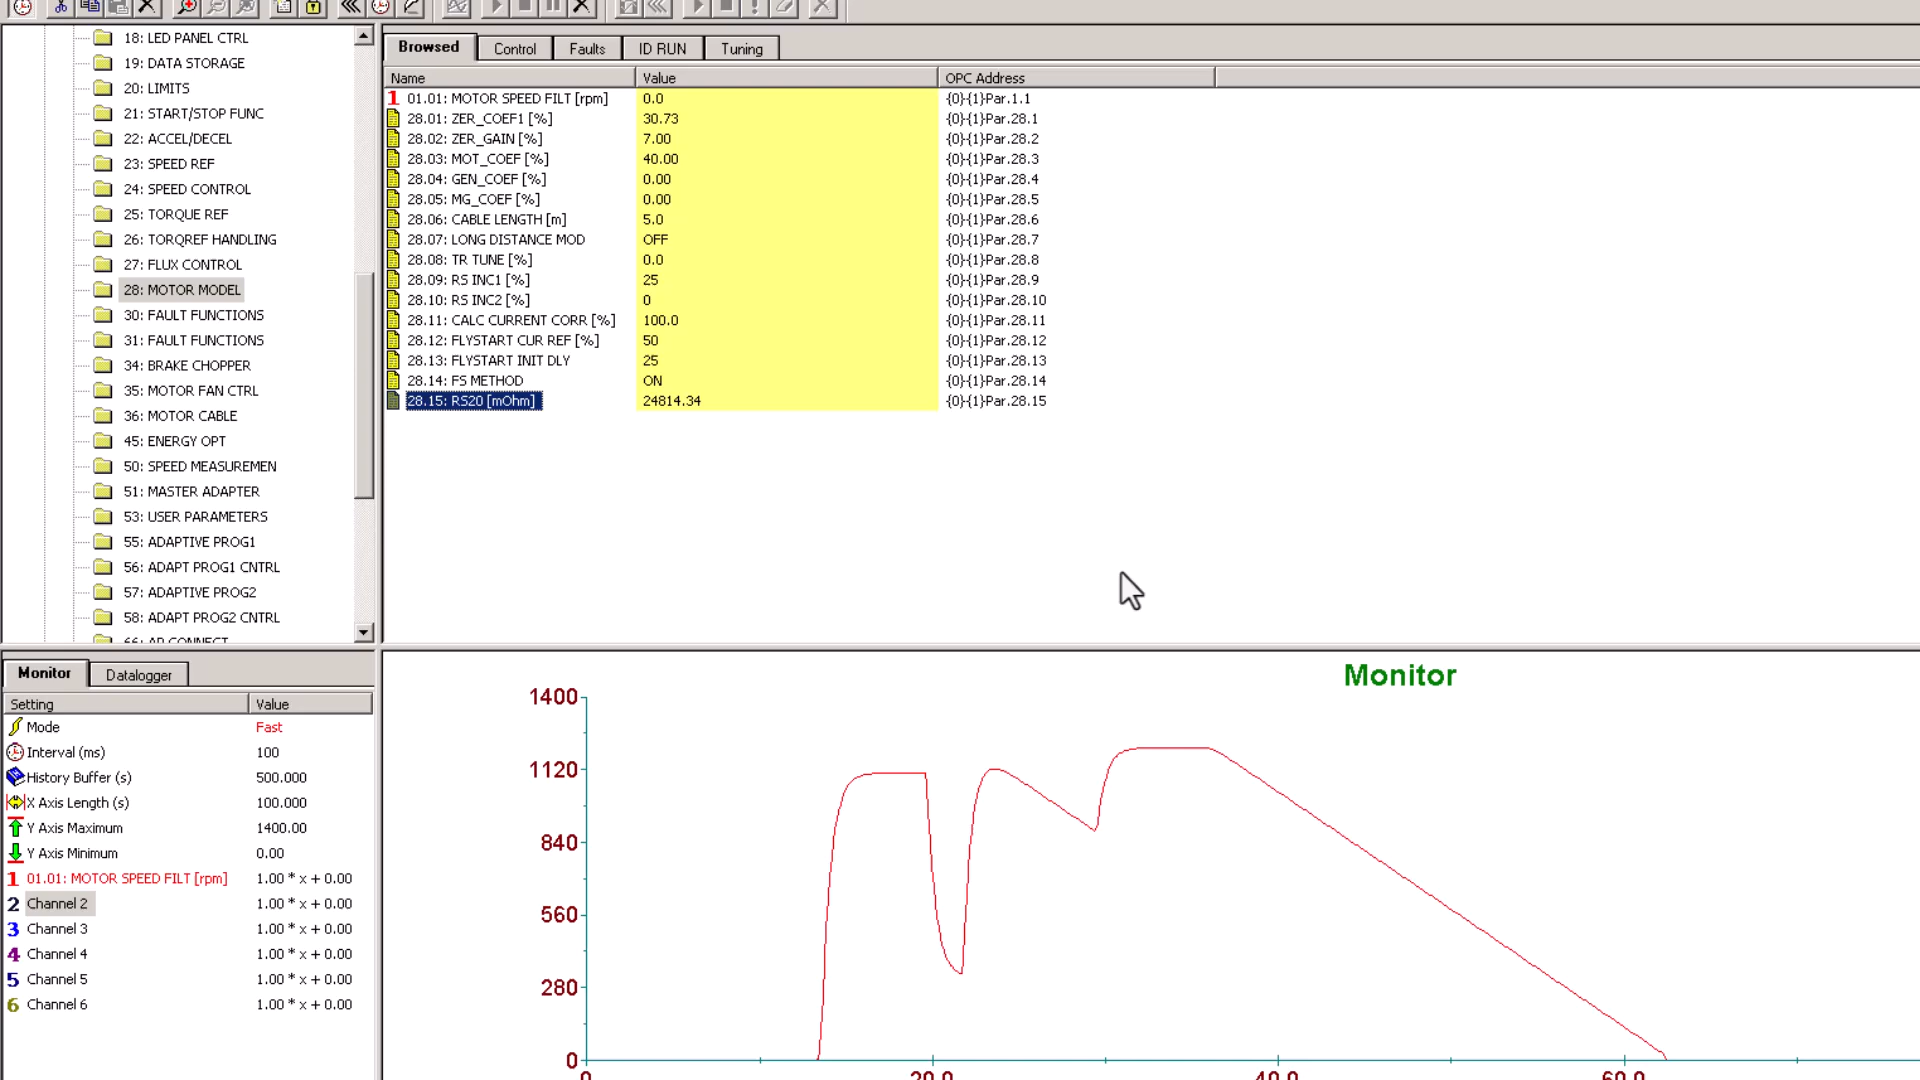 18: LED PANEL CTRL
19: DATA STORAGE
20: LIMITS
21: START/STOP FUNC
22: ACCEL/DECEL
23: SPEED REF
24: SPEED CONTROL
25: TORQUE REF
26: TORQREF HANDLING
27: FLUX CONTROL
28: MOTOR MODEL
30: FAULT FUNCTIONS
31: FAULT FUNCTIONS
34: BRAKE CHOPPER
35: MOTOR FAN CTRL
36: MOTOR CABLE
45: ENERGY OPT
50: SPEED MEASUREMEN
51: MASTER ADAPTER
53: USER PARAMETERS
55: ADAPTIVE PROG1
56: ADAPT PROG1 CNTRL
57: ADAPTIVE PROG2
58: ADAPT PROG2 CNTRL
Browsed Control Faults ID RUN Tuning
Name Value OPC Address
1 01.01: MOTOR SPEED FILT [rpm] 0.0 {0}{1}Par.1.1
28.01: ZER_COEF1 [%] 30.73 {0}{1}Par.28.1
28.02: ZER_GAIN [%] 7.00 {0}{1}Par.28.2
28.03: MOT_COEF [%] 40.00 {0}{1}Par.28.3
28.04: GEN_COEF [%] 0.00 {0}{1}Par.28.4
28.05: MG_COEF [%] 0.00 {0}{1}Par.28.5
28.06: CABLE LENGTH [m] 5.0 {0}{1}Par.28.6
28.07: LONG DISTANCE MOD OFF {0}{1}Par.28.7
28.08: TR TUNE [%] 0.0 {0}{1}Par.28.8
28.09: RS INC1 [%] 25 {0}{1}Par.28.9
28.10: RS INC2 [%] 0 {0}{1}Par.28.10
28.11: CALC CURRENT CORR [%] 100.0 {0}{1}Par.28.11
28.12: FLYSTART CUR REF [%] 50 {0}{1}Par.28.12
28.13: FLYSTART INIT DLY 25 {0}{1}Par.28.13
28.14: FS METHOD ON {0}{1}Par.28.14
28.15: RS20 [mOhm] 24814.34 {0}{1}Par.28.15
Monitor Datalogger
Setting Value
Mode Fast
Interval (ms) 100
History Buffer (s) 500.000
X Axis Length (s) 100.000
Y Axis Maximum 1400.00
Y Axis Minimum 0.00
1 01.01: MOTOR SPEED FILT [rpm] 1.00 * x + 0.00
2 Channel 2 1.00 * x + 0.00
3 Channel 3 1.00 * x + 0.00
4 Channel 4 1.00 * x + 0.00
5 Channel 5 1.00 * x + 0.00
6 Channel 6 1.00 * x + 0.00
Monitor
1400
1120
840
560
280
0
0 20.0 40.0 60.0